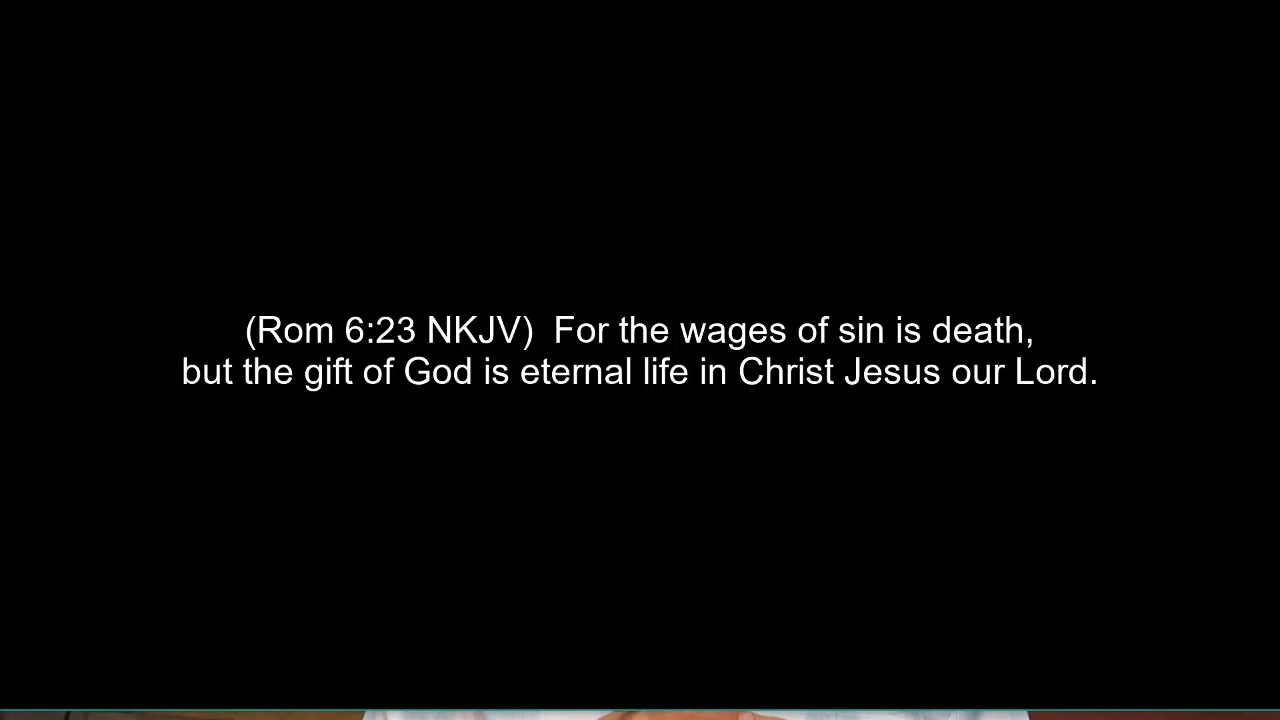 (Rom 6:23 NKJV)  For the wages of sin is death,
but the gift of God is eternal life in Christ Jesus our Lord.